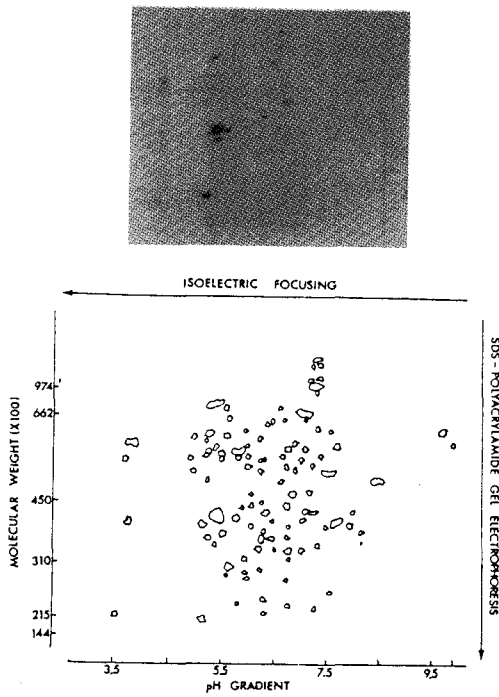 ISOELECTRIC FOCUSING
SDS-POLYACRYLAMIDE GEL ELECTROPHORESIS
MOLECULAR WEIGHT (X100)
974
662
450
310
215
144
3.5 5.5 7.5 9.5
pH GRADIENT